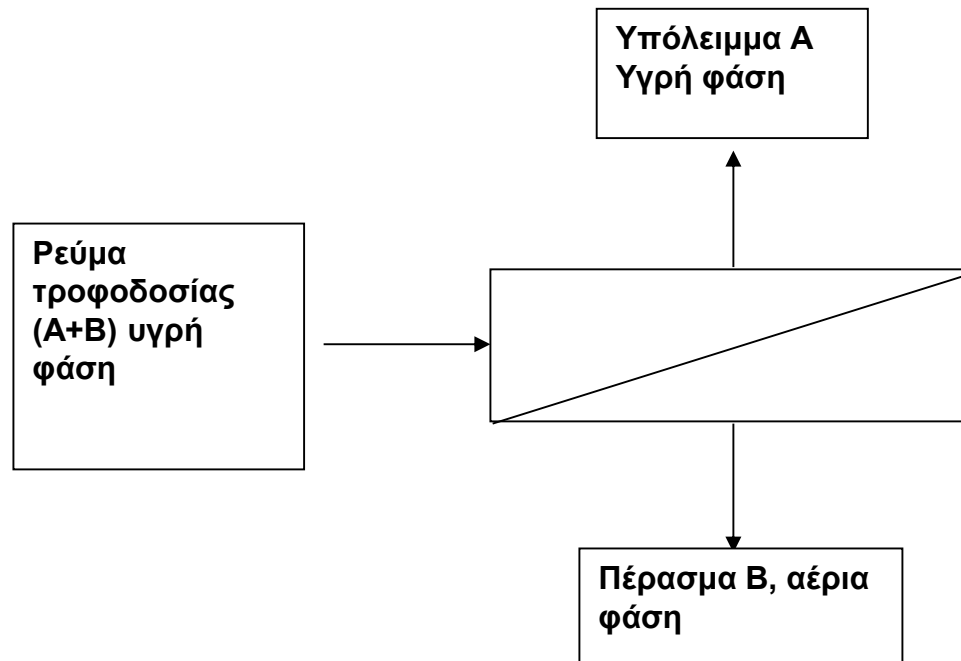 Υπόλειμμα Α
Υγρή φάση
Ρεύμα
τροφοδοσίας
(Α+Β) υγρή
φάση
Πέρασμα Β, αέρια
φάση